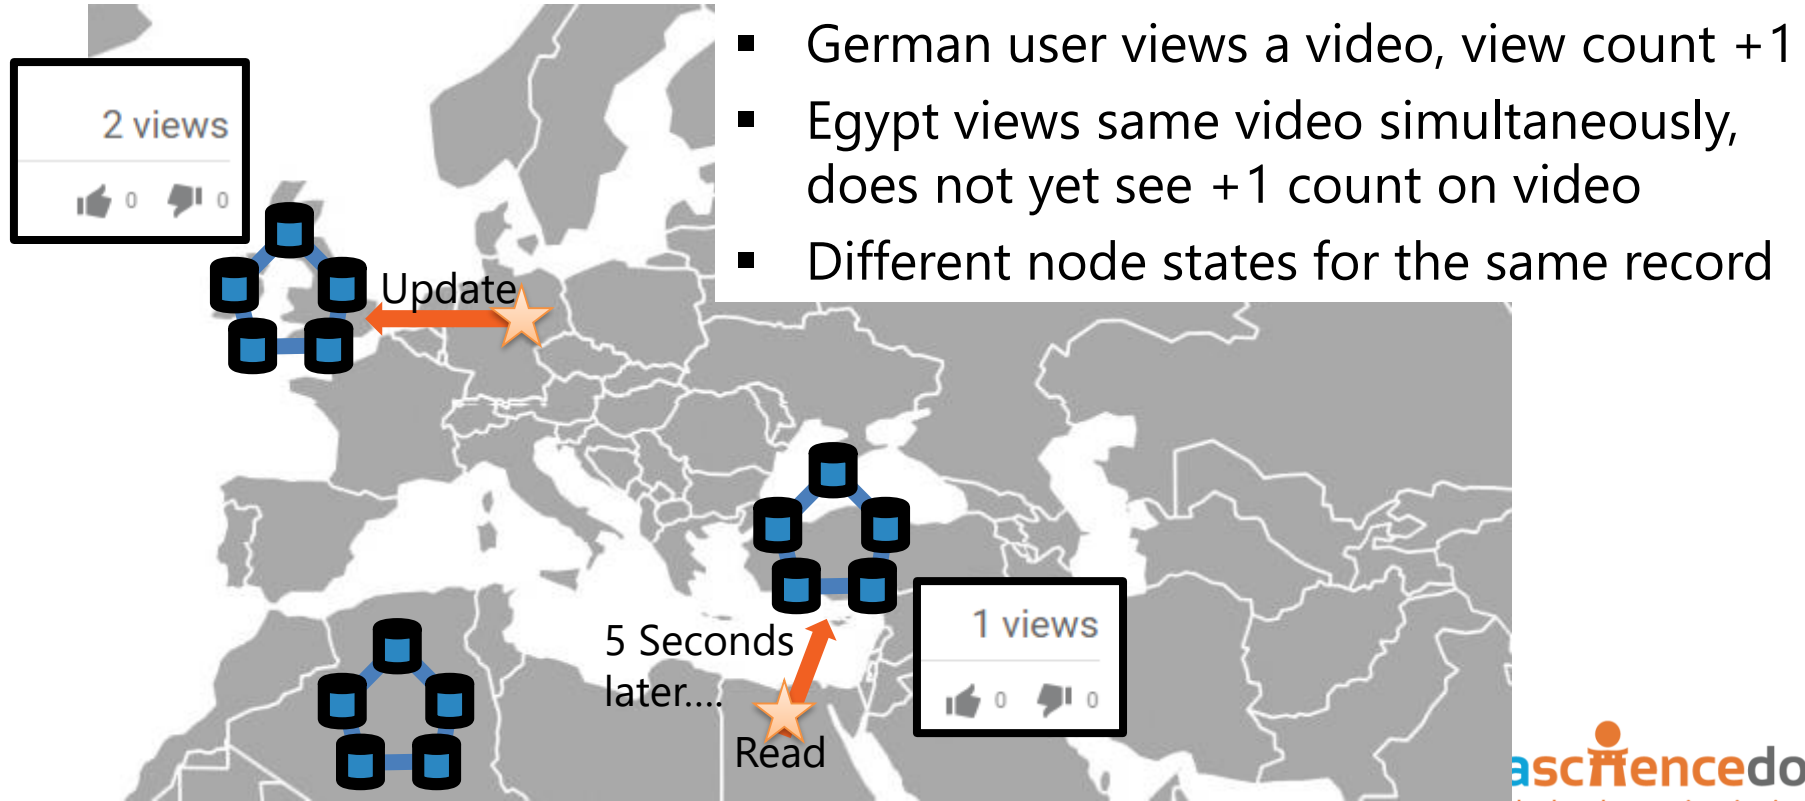 ▪ German user views a video, view count +1
▪ Egypt views same video simultaneously,
does not yet see +1 count on video
▪ Different node states for the same record
2 views
0 0
Update
5 Seconds
later....
Read
1 views
0 0
asciencedo